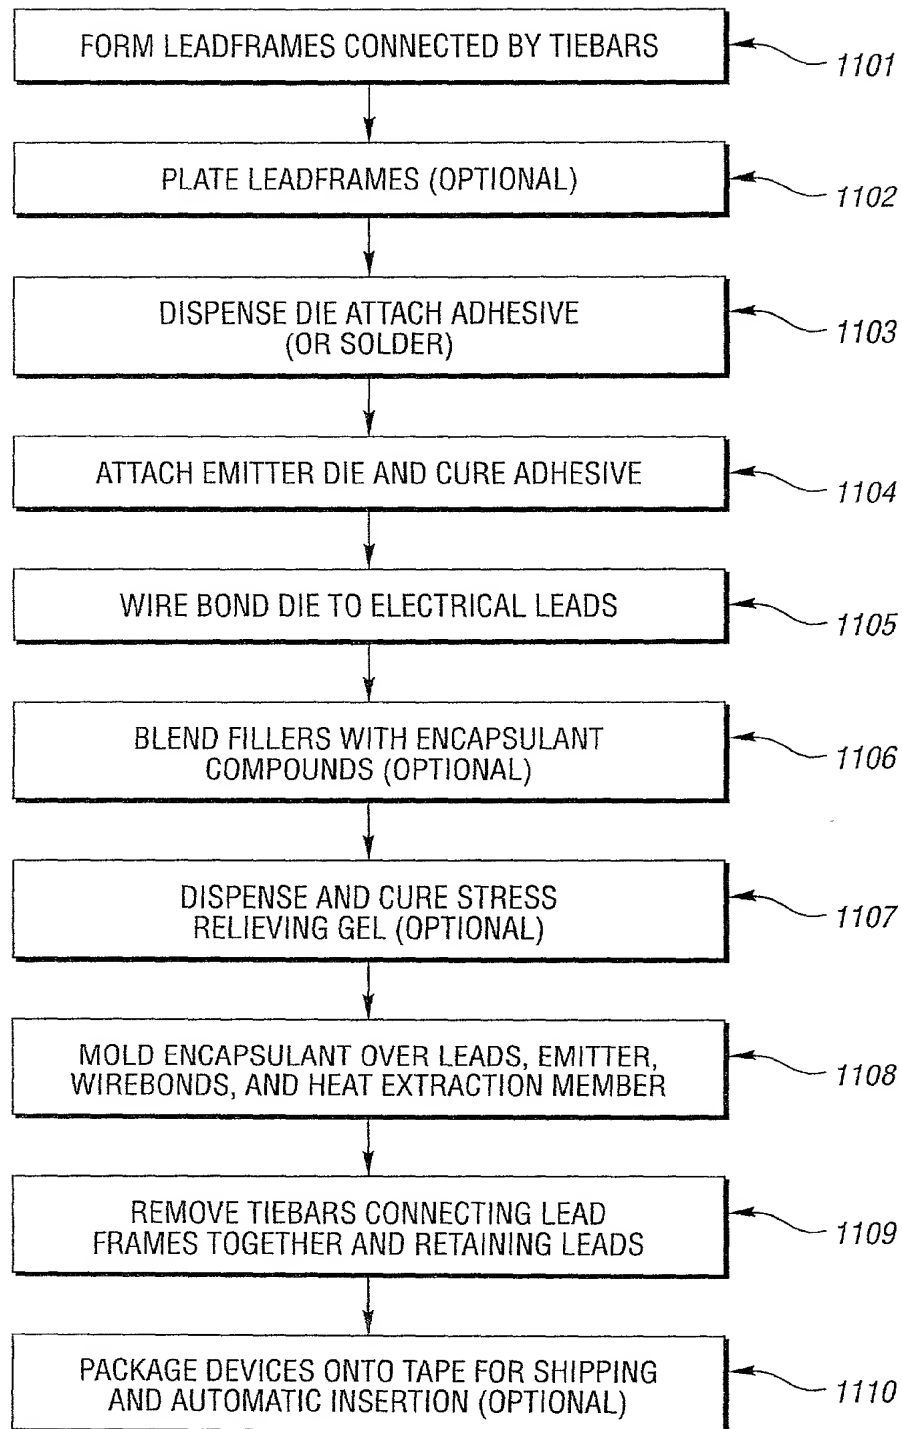 FORM LEADFRAMES CONNECTED BY TIEBARS
1101
PLATE LEADFRAMES (OPTIONAL)
1102
DISPENSE DIE ATTACH ADHESIVE
(OR SOLDER)
1103
ATTACH EMITTER DIE AND CURE ADHESIVE
1104
WIRE BOND DIE TO ELECTRICAL LEADS
1105
BLEND FILLERS WITH ENCAPSULANT
COMPOUNDS (OPTIONAL)
1106
DISPENSE AND CURE STRESS
RELIEVING GEL (OPTIONAL)
1107
MOLD ENCAPSULANT OVER LEADS, EMITTER,
WIREBONDS, AND HEAT EXTRACTION MEMBER
1108
REMOVE TIEBARS CONNECTING LEAD
FRAMES TOGETHER AND RETAINING LEADS
1109
PACKAGE DEVICES ONTO TAPE FOR SHIPPING
AND AUTOMATIC INSERTION (OPTIONAL)
1110